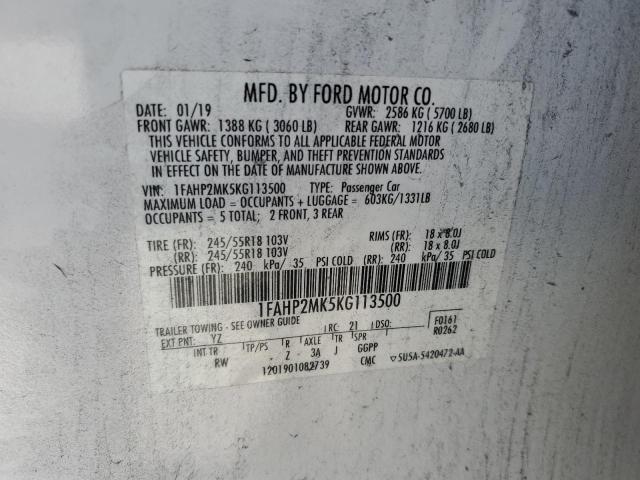 MFD. BY FORD MOTOR CO.
DATE: 01/19 GVWR: 2586 KG ( 5700 LB)
FRONT GAWR: 1388 KG ( 3060 LB) REAR GAWR: 1216 KG ( 2680 LB)
THIS VEHICLE CONFORMS TO ALL APPLICABLE FEDERAL MOTOR
VEHICLE SAFETY, BUMPER, AND THEFT PREVENTION STANDARDS
IN EFFECT ON THE DATE OF MANUFACTURE SHOWN ABOVE.
VIN: 1FAHP2MK5KG113500 TYPE: Passenger Car
MAXIMUM LOAD = OCCUPANTS + LUGGAGE = 603KG/1331LB
OCCUPANTS = 5 TOTAL; 2 FRONT, 3 REAR
TIRE (FR): 245/55R18 103V RIMS (FR): 18 x 8.0J
(RR): 245/55R18 103V (RR): 18 x 8.0J
PRESSURE (FR): 240 kPa/ 35 PSI COLD (RR): 240 kPa/ 35 PSI COLD
1FAHP2MK5KG113500
TRAILER TOWING - SEE OWNER GUIDE
EXT PNT: YZ RC: 21 DSO: F0161
INT TR TP/PS R AXLE TR SPR R0262
RW - Z 3A J GGPP
1201901082739 CMC 5U5A-5420472-AA